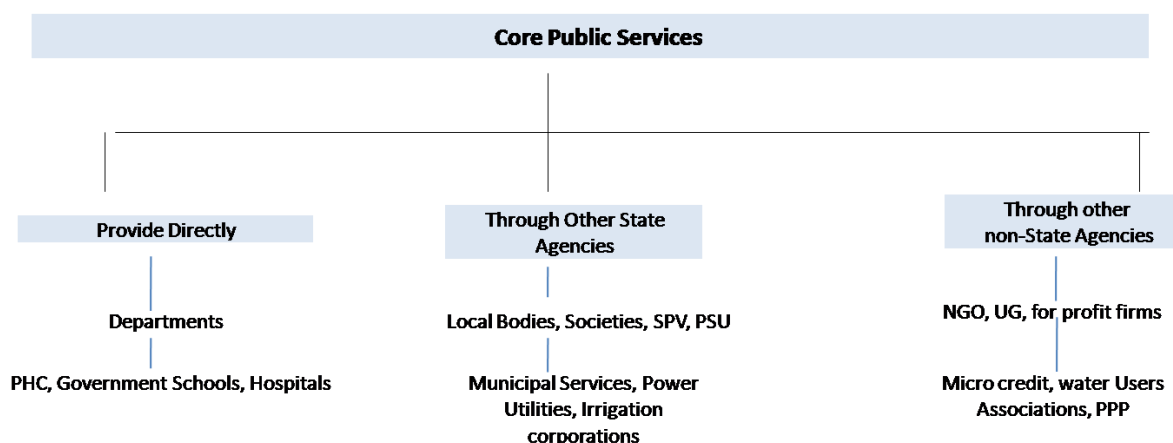 Core Public Services
Provide Directly
Through Other State
Agencies
Through other
non-State Agencies
Departments
Local Bodies, Societies, SPV, PSU
NGO, UG, for profit firms
PHC, Government Schools, Hospitals
Municipal Services, Power
Utilities, Irrigation
corporations
Micro credit, water Users
Associations, PPP